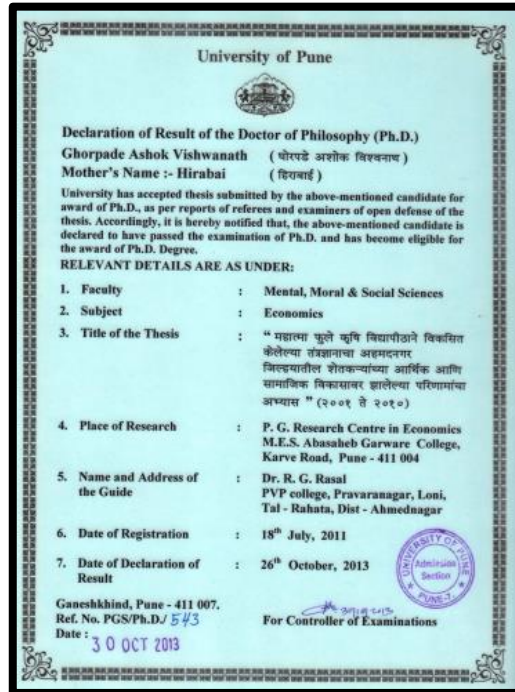 University of Pune
Declaration of Result of the Doctor of Philosophy (Ph.D.)
Ghorpade Ashok Vishwanath ( घोरपडे अशोक विश्वनाथ )
Mother's Name :- Hirabai ( हिराबाई )
University has accepted thesis submitted by the above-mentioned candidate for
award of Ph.D., as per reports of referees and examiners of open defense of the
thesis. Accordingly, it is hereby notified that, the above-mentioned candidate is
declared to have passed the examination of Ph.D. and has become eligible for
the award of Ph.D. Degree.
RELEVANT DETAILS ARE AS UNDER:
1. Faculty : Mental, Moral & Social Sciences
2. Subject : Economics
3. Title of the Thesis : “ महात्मा फुले कृषि विद्यापीठाने विकसित
केलेल्या तंत्रज्ञानाचा अहमदनगर
जिल्हयातील शेतकऱ्यांच्या आर्थिक आणि
सामाजिक विकासावर झालेल्या परिणामांचा
अभ्यास ” (२००१ ते २०१०)
4. Place of Research : P. G. Research Centre in Economics
M.E.S. Abasaheb Garware College,
Karve Road, Pune - 411 004
5. Name and Address of : Dr. R. G. Rasal
the Guide PVP college, Pravaranagar, Loni,
Tal - Rahata, Dist - Ahmednagar
6. Date of Registration : 18th July, 2011
7. Date of Declaration of : 26th October, 2013
Result
UNIVERSITY OF PUNE
Admission
Section
PUNE-7.
Ganeshkhind, Pune - 411 007.
Ref. No. PGS/Ph.D./ 543 For Controller of Examinations
Date : 30 OCT 2013